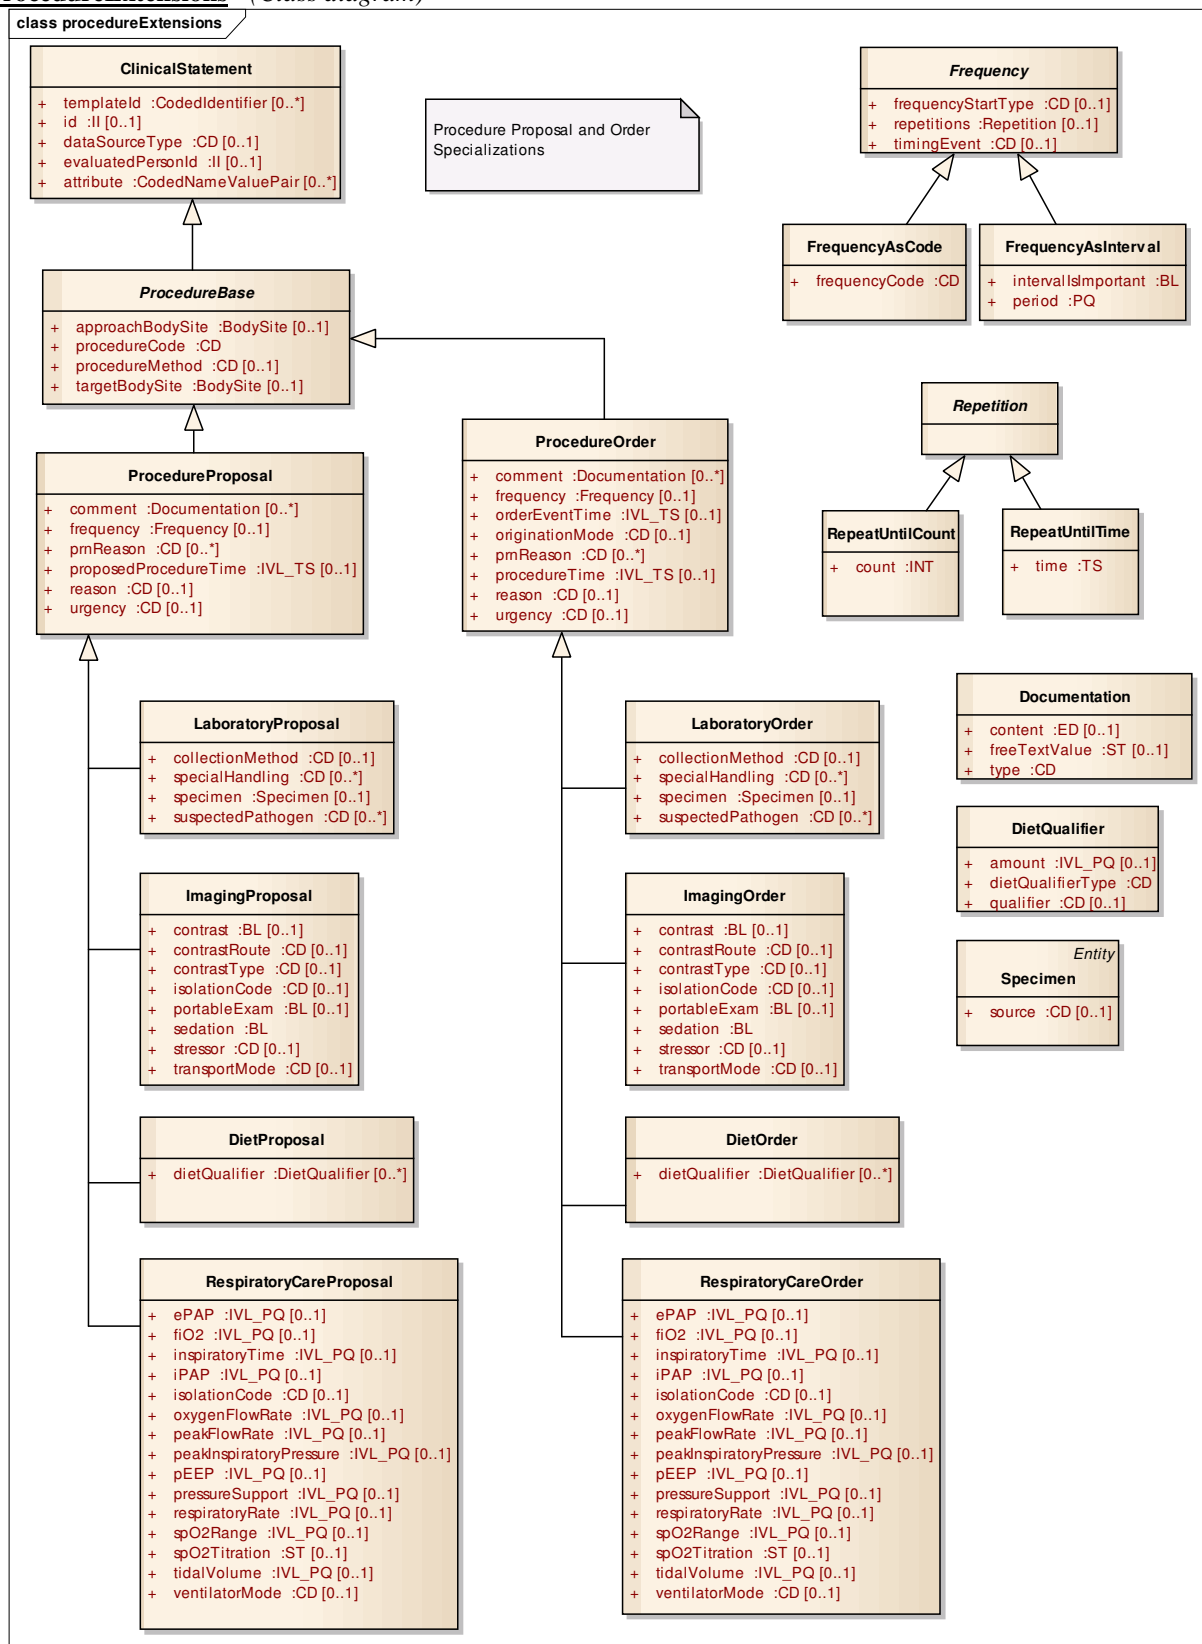 rocedureExtensions (Class diagram)
class procedureExtensions
ClinicalStatement
+ templateId :CodedIdentifier [0..*]
+ id :II [0..1]
+ dataSourceType :CD [0..1]
+ evaluatedPersonId :II [0..1]
+ attribute :CodedNameValuePair [0..*]
Procedure Proposal and Order
Specializations
Frequency
+ frequencyStartType :CD [0..1]
+ repetitions :Repetition [0..1]
+ timingEvent :CD [0..1]
FrequencyAsCode
+ frequencyCode :CD
FrequencyAsInterval
+ intervalIsImportant :BL
+ period :PQ
ProcedureBase
+ approachBodySite :BodySite [0..1]
+ procedureCode :CD
+ procedureMethod :CD [0..1]
+ targetBodySite :BodySite [0..1]
Repetition
RepeatUntilCount
+ count :INT
RepeatUntilTime
+ time :TS
ProcedureProposal
+ comment :Documentation [0..*]
+ frequency :Frequency [0..1]
+ prnReason :CD [0..*]
+ proposedProcedureTime :IVL_TS [0..1]
+ reason :CD [0..1]
+ urgency :CD [0..1]
ProcedureOrder
+ comment :Documentation [0..*]
+ frequency :Frequency [0..1]
+ orderEventTime :IVL_TS [0..1]
+ originationMode :CD [0..1]
+ prnReason :CD [0..*]
+ procedureTime :IVL_TS [0..1]
+ reason :CD [0..1]
+ urgency :CD [0..1]
LaboratoryProposal
+ collectionMethod :CD [0..1]
+ specialHandling :CD [0..*]
+ specimen :Specimen [0..1]
+ suspectedPathogen :CD [0..*]
LaboratoryOrder
+ collectionMethod :CD [0..1]
+ specialHandling :CD [0..*]
+ specimen :Specimen [0..1]
+ suspectedPathogen :CD [0..*]
Documentation
+ content :ED [0..1]
+ freeTextValue :ST [0..1]
+ type :CD
DietQualifier
+ amount :IVL_PQ [0..1]
+ dietQualifierType :CD
+ qualifier :CD [0..1]
Entity
Specimen
+ source :CD [0..1]
ImagingProposal
+ contrast :BL [0..1]
+ contrastRoute :CD [0..1]
+ contrastType :CD [0..1]
+ isolationCode :CD [0..1]
+ portableExam :BL [0..1]
+ sedation :BL
+ stressor :CD [0..1]
+ transportMode :CD [0..1]
ImagingOrder
+ contrast :BL [0..1]
+ contrastRoute :CD [0..1]
+ contrastType :CD [0..1]
+ isolationCode :CD [0..1]
+ portableExam :BL [0..1]
+ sedation :BL
+ stressor :CD [0..1]
+ transportMode :CD [0..1]
DietProposal
+ dietQualifier :DietQualifier [0..*]
DietOrder
+ dietQualifier :DietQualifier [0..*]
RespiratoryCareProposal
+ ePAP :IVL_PQ [0..1]
+ fiO2 :IVL_PQ [0..1]
+ inspiratoryTime :IVL_PQ [0..1]
+ iPAP :IVL_PQ [0..1]
+ isolationCode :CD [0..1]
+ oxygenFlowRate :IVL_PQ [0..1]
+ peakFlowRate :IVL_PQ [0..1]
+ peakInspiratoryPressure :IVL_PQ [0..1]
+ pEEP :IVL_PQ [0..1]
+ pressureSupport :IVL_PQ [0..1]
+ respiratoryRate :IVL_PQ [0..1]
+ spO2Range :IVL_PQ [0..1]
+ spO2Titration :ST [0..1]
+ tidalVolume :IVL_PQ [0..1]
+ ventilatorMode :CD [0..1]
RespiratoryCareOrder
+ ePAP :IVL_PQ [0..1]
+ fiO2 :IVL_PQ [0..1]
+ inspiratoryTime :IVL_PQ [0..1]
+ iPAP :IVL_PQ [0..1]
+ isolationCode :CD [0..1]
+ oxygenFlowRate :IVL_PQ [0..1]
+ peakFlowRate :IVL_PQ [0..1]
+ peakInspiratoryPressure :IVL_PQ [0..1]
+ pEEP :IVL_PQ [0..1]
+ pressureSupport :IVL_PQ [0..1]
+ respiratoryRate :IVL_PQ [0..1]
+ spO2Range :IVL_PQ [0..1]
+ spO2Titration :ST [0..1]
+ tidalVolume :IVL_PQ [0..1]
+ ventilatorMode :CD [0..1]